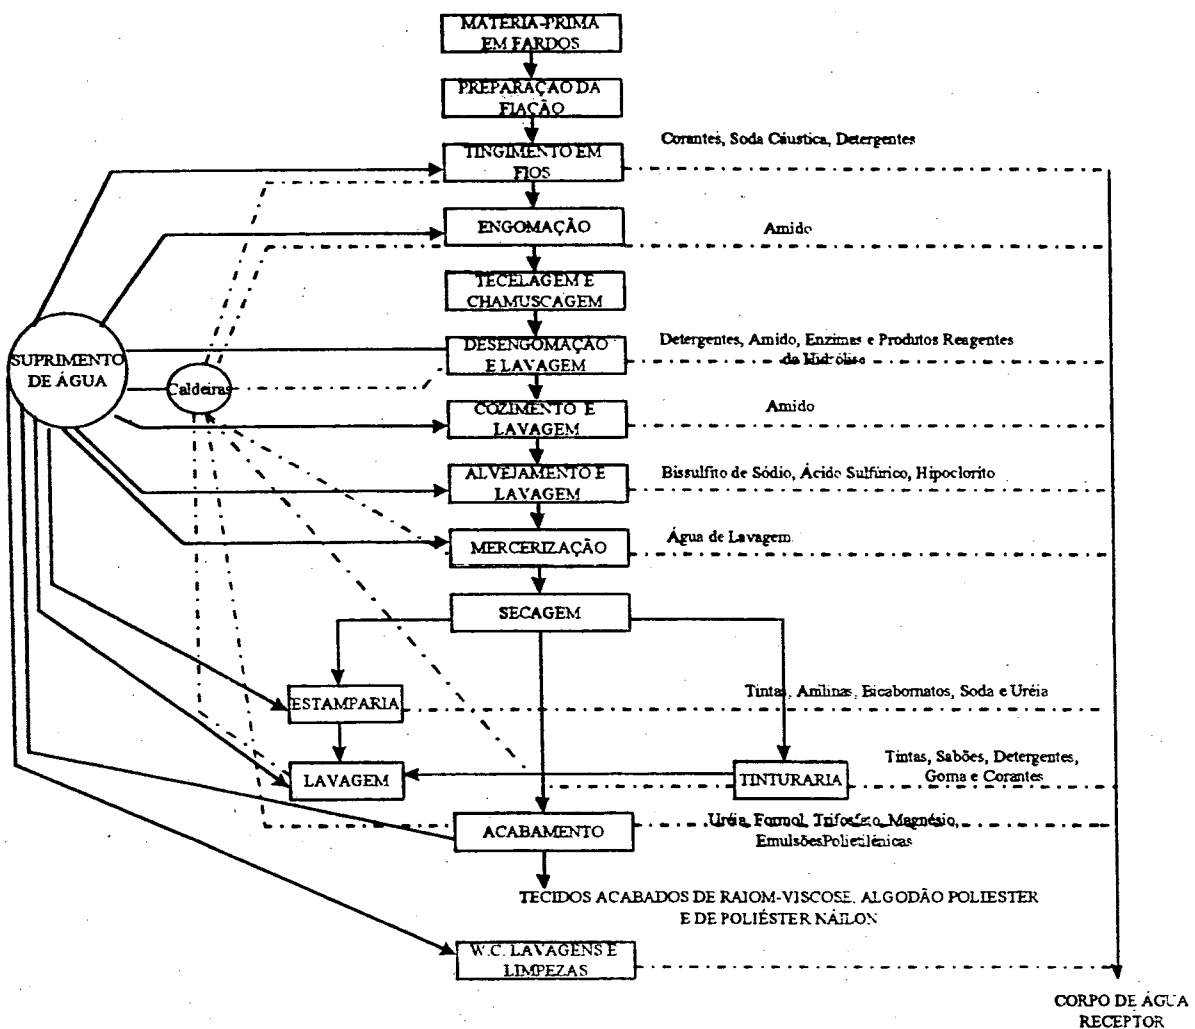 MATÉRIA-PRIMA
EM FARDOS
PREPARAÇÃO DA
FIAÇÃO
Corantes, Soda Cáustica, Detergentes
TINGIMENTO EM
FIOS
ENGOMAÇÃO
Amido
TECELAGEM E
CHAMUSCAGEM
SUPRIMENTO
DE ÁGUA
Caldeiras
DESENGOMAÇÃO
E LAVAGEM
Detergentes, Amido, Enzimas e Produtos Reagentes
da Hidrólise
COZIMENTO E
LAVAGEM
Amido
ALVEJAMENTO E
LAVAGEM
Bissulfito de Sódio, Ácido Sulfúrico, Hipoclorito
MERCERIZAÇÃO
Água de Lavagem
SECAGEM
ESTAMPARIA
Tintas, Anilinas, Bicabornatos, Soda e Uréia
LAVAGEM
TINTURARIA
Tintas, Sabões, Detergentes,
Goma e Corantes
ACABAMENTO
Uréia, Formol, Trifosfato, Magnésio,
EmulsõesPolietilénicas
TECIDOS ACABADOS DE RAIOM-VISCOSE, ALGODÃO POLIESTER
E DE POLIÉSTER NÁILON
W.C. LAVAGENS E
LIMPEZAS
CORPO DE ÁGUA
RECEPTOR